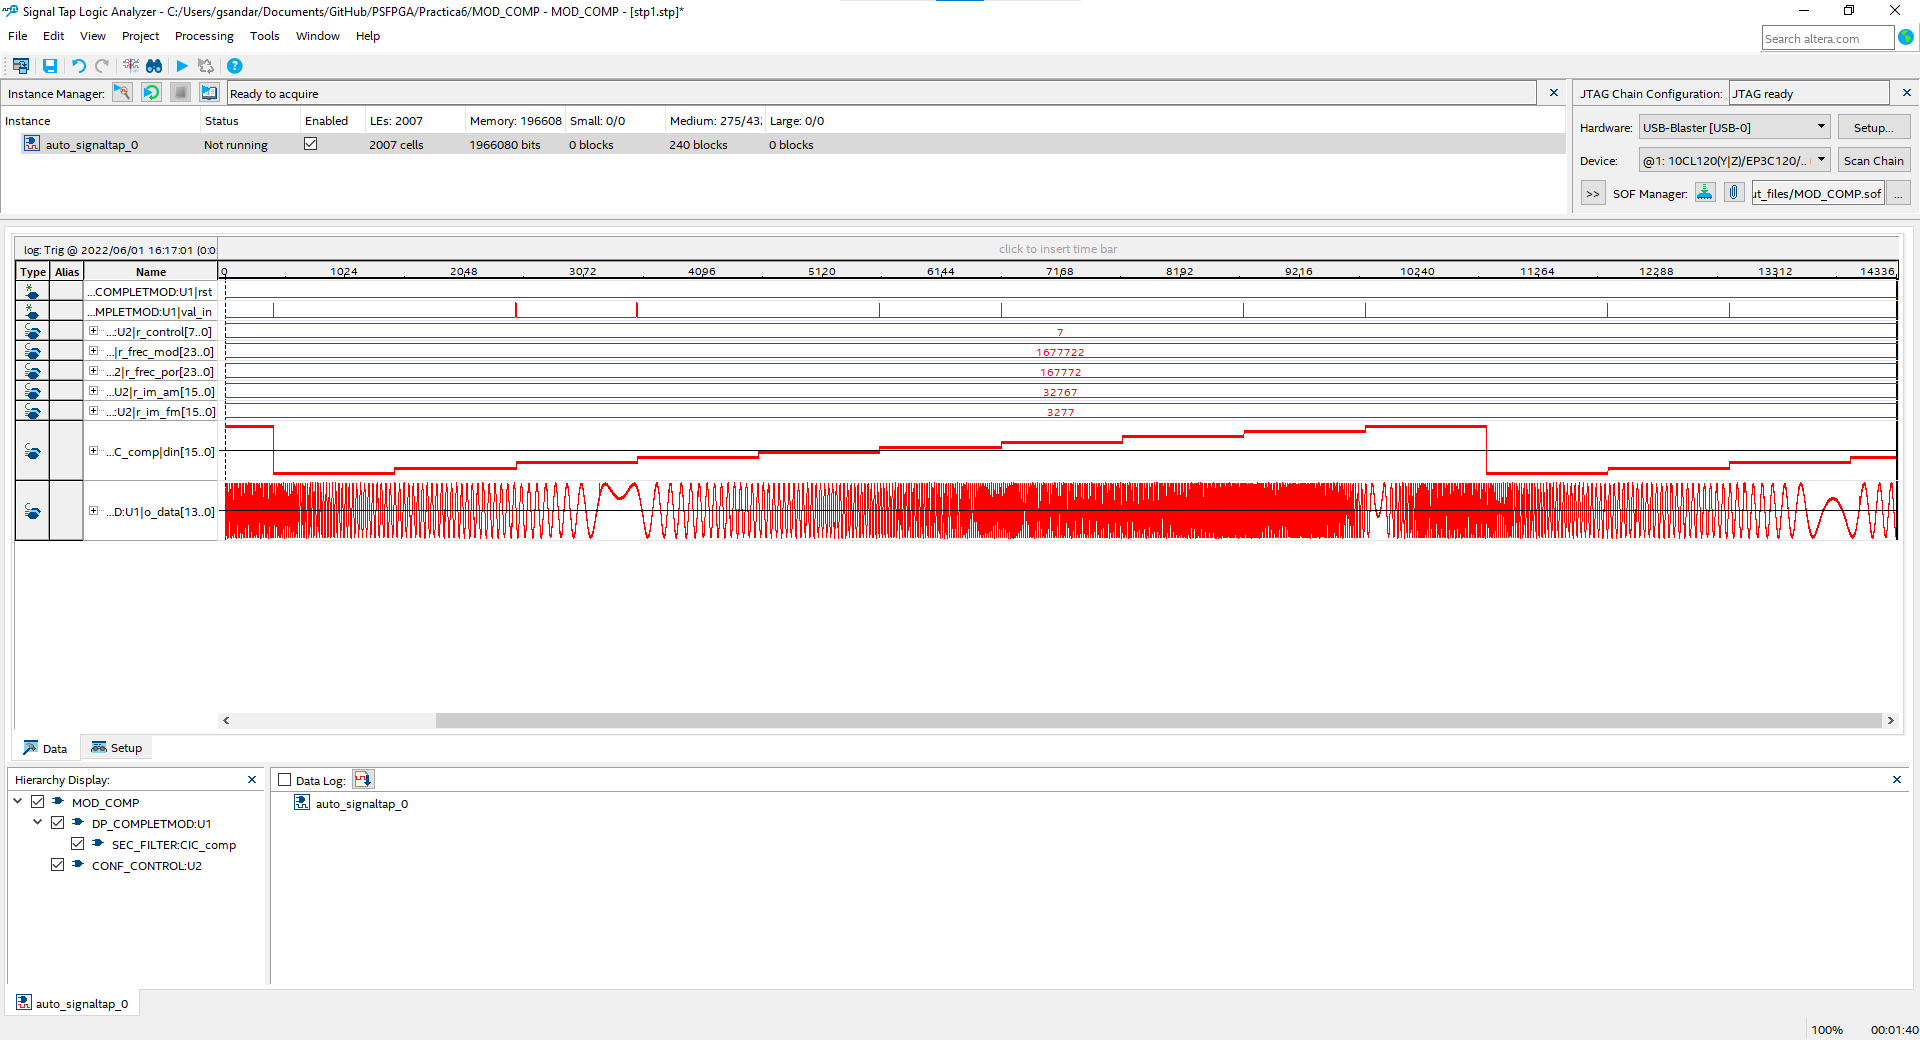 Signal Tap Logic Analyzer - C:/Users/gsandar/Documents/GitHub/PSFPGA/Practica6/MOD_COMP - MOD_COMP - [stp1.stp]*
File Edit View Project Processing Tools Window Help
Search altera.com
Instance Manager: Ready to acquire
JTAG Chain Configuration: JTAG ready
Instance Status Enabled LEs: 2007 Memory: 196608 Small: 0/0 Medium: 275/43 Large: 0/0
auto_signaltap_0 Not running 2007 cells 1966080 bits 0 blocks 240 blocks 0 blocks
Hardware: USB-Blaster [USB-0] Setup...
Device: @1: 10CL120(Y|Z)/EP3C120/.. Scan Chain
>> SOF Manager: ut_files/MOD_COMP.sof ...
log: Trig @ 2022/06/01 16:17:01 (0:0
click to insert time bar
Type Alias Name 0 1024 2048 3072 4096 5120 6144 7168 8192 9216 10240 11264 12288 13312 14336
...COMPLETMOD:U1|rst
...MPLETMOD:U1|val_in
...:U2|r_control[7..0] 7
...|r_frec_mod[23..0] 1677722
...2|r_frec_por[23..0] 167772
...U2|r_im_am[15..0] 32767
...:U2|r_im_fm[15..0] 3277
...C_comp|din[15..0]
...D:U1|o_data[13..0]
Data Setup
Hierarchy Display:
MOD_COMP
DP_COMPLETMOD:U1
SEC_FILTER:CIC_comp
CONF_CONTROL:U2
Data Log:
auto_signaltap_0
auto_signaltap_0
100% 00:01:40